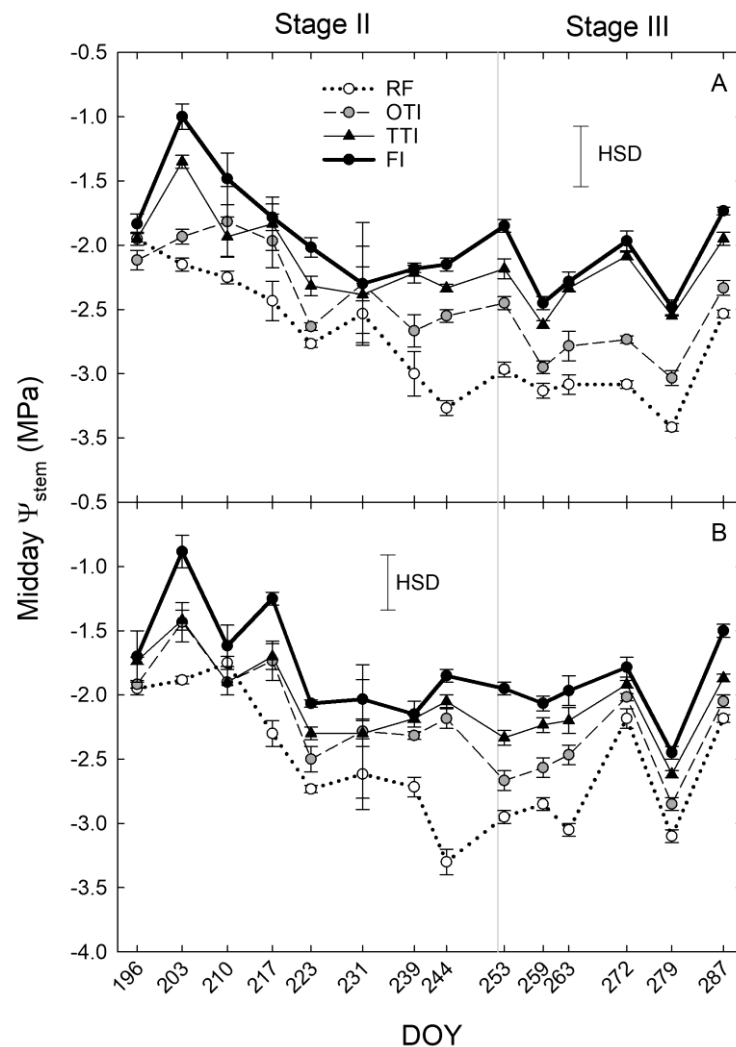 Stage II
Stage III
-0.5
A
RF
OTI
TTI
FI
HSD
-1.0
-1.5
-2.0
-2.5
-3.0
-3.5
-0.5
B
HSD
-1.0
-1.5
-2.0
-2.5
-3.0
-3.5
-4.0
Midday Ψstem (MPa)
196 203 210 217 223 231 239 244 253 259 263 272 279 287
DOY